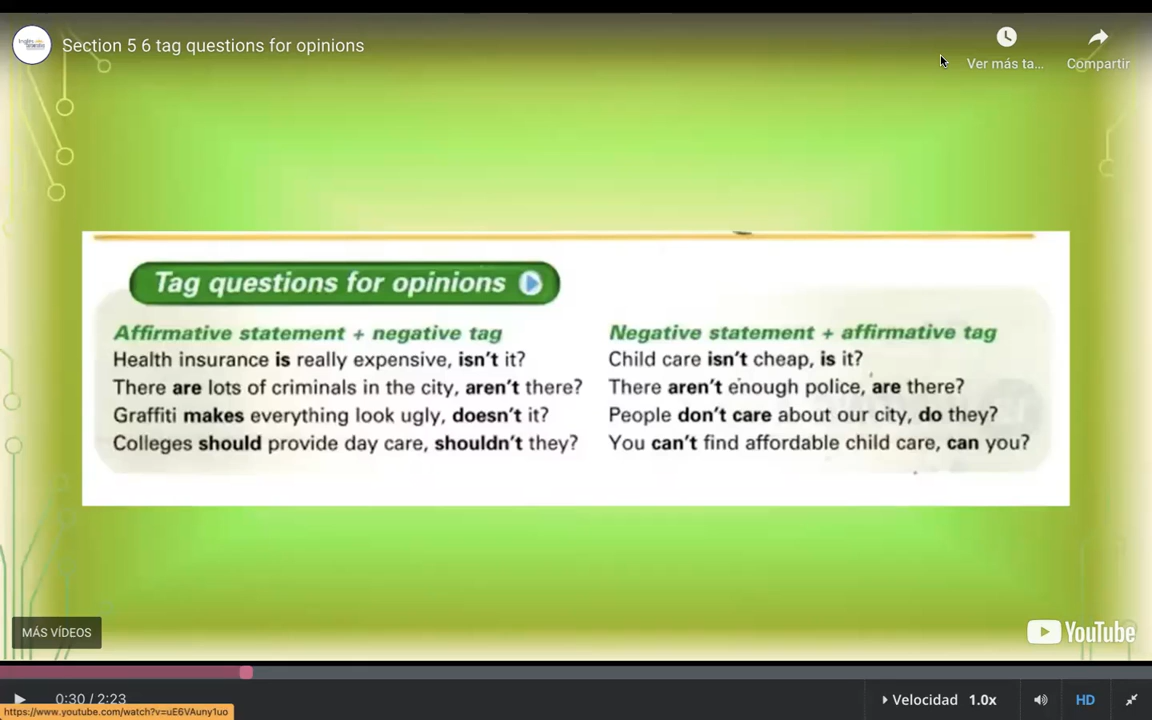 Section 5 6 tag questions for opinions
Ver más ta...
Compartir
Tag questions for opinions
Affirmative statement + negative tag
Health insurance is really expensive, isn't it?
There are lots of criminals in the city, aren't there?
Graffiti makes everything look ugly, doesn't it?
Colleges should provide day care, shouldn't they?
Negative statement + affirmative tag
Child care isn't cheap, is it?
There aren't enough police, are there?
People don't care about our city, do they?
You can't find affordable child care, can you?
MÁS VÍDEOS
YouTube
0:30 / 2:23
Velocidad 1.0x
HD
https://www.youtube.com/watch?v=uE6VAuny1uo